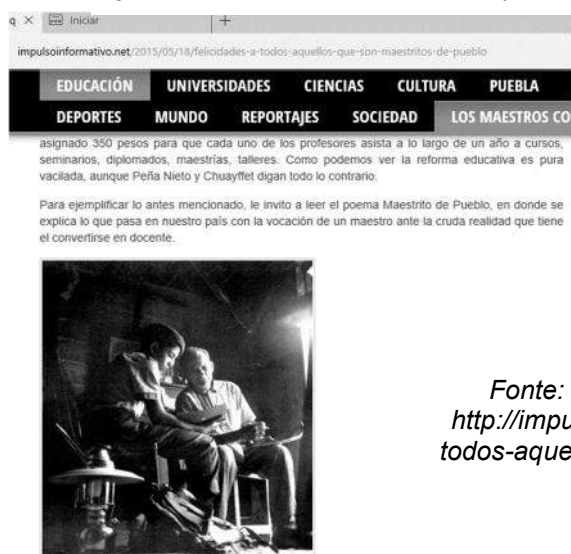 q × Iniciar +
impulsoinformativo.net/2015/05/18/felicidades-a-todos-aquellos-que-son-maestritos-de-pueblo
EDUCACIÓN UNIVERSIDADES CIENCIAS CULTURA PUEBLA
DEPORTES MUNDO REPORTAJES SOCIEDAD LOS MAESTROS CO
asignado 350 pesos para que cada uno de los profesores asista a lo largo de un año a cursos,
seminarios, diplomados, maestrías, talleres. Como podemos ver la reforma educativa es pura
vacilada, aunque Peña Nieto y Chuayffet digan todo lo contrario.
Para ejemplificar lo antes mencionado, le invito a leer el poema Maestrito de Pueblo, en donde se
explica lo que pasa en nuestro país con la vocación de un maestro ante la cruda realidad que tiene
el convertirse en docente.
Fonte:
http://impu
todos-aque